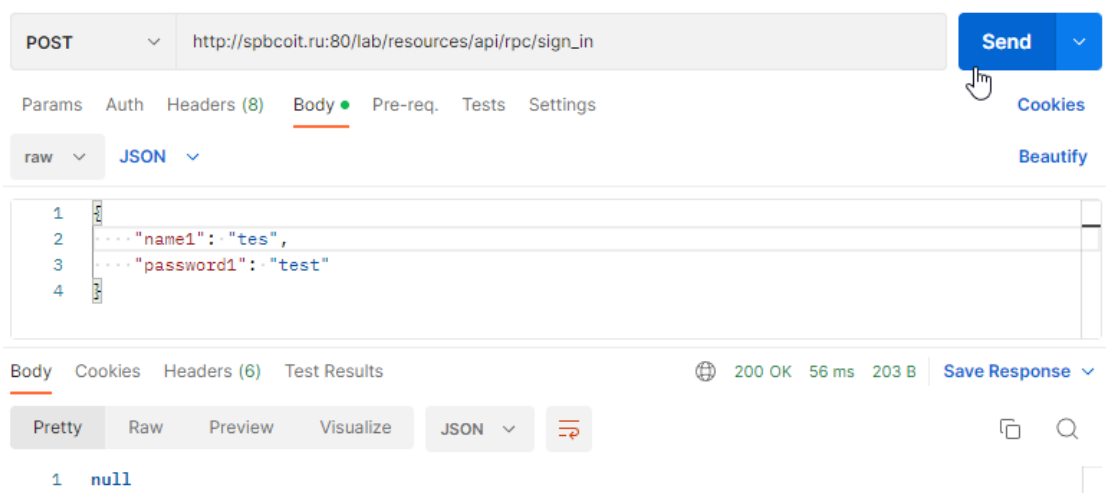 POST http://spbcoit.ru:80/lab/resources/api/rpc/sign_in Send
Params Auth Headers (8) Body Pre-req. Tests Settings Cookies
raw JSON Beautify
1 {
2 "name1": "tes",
3 "password1": "test"
4 }
Body Cookies Headers (6) Test Results 200 OK 56 ms 203 B Save Response
Pretty Raw Preview Visualize JSON
1 null